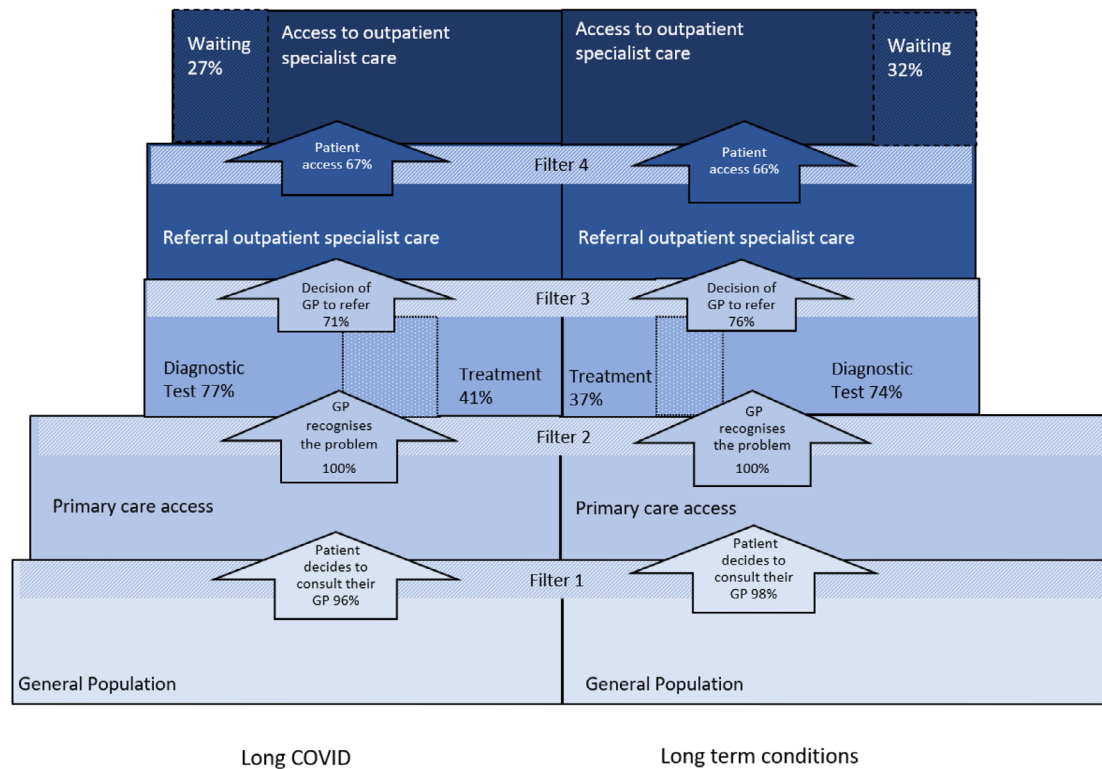 Waiting
27%
Access to outpatient
specialist care
Access to outpatient
specialist care
Waiting
32%
Patient
access 67%
Filter 4
Patient
access 66%
Referral outpatient specialist care
Referral outpatient specialist care
Decision of
GP to refer
71%
Filter 3
Decision of
GP to refer
76%
Diagnostic
Test 77%
Treatment
41%
Treatment
37%
Diagnostic
Test 74%
GP
recognises
the problem
100%
Filter 2
GP
recognises
the problem
100%
Primary care access
Primary care access
Patient
decides to
consult their
GP 96%
Filter 1
Patient
decides to
consult their
GP 98%
General Population
General Population
Long COVID
Long term conditions